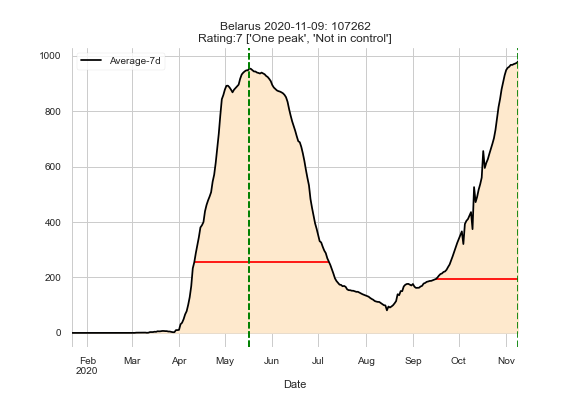 Belarus 2020-11-09: 107262
Rating:7 ['One peak', 'Not in control']
Average-7d
1000
800
600
400
200
0
Feb Mar Apr May Jun Jul Aug Sep Oct Nov
2020
Date